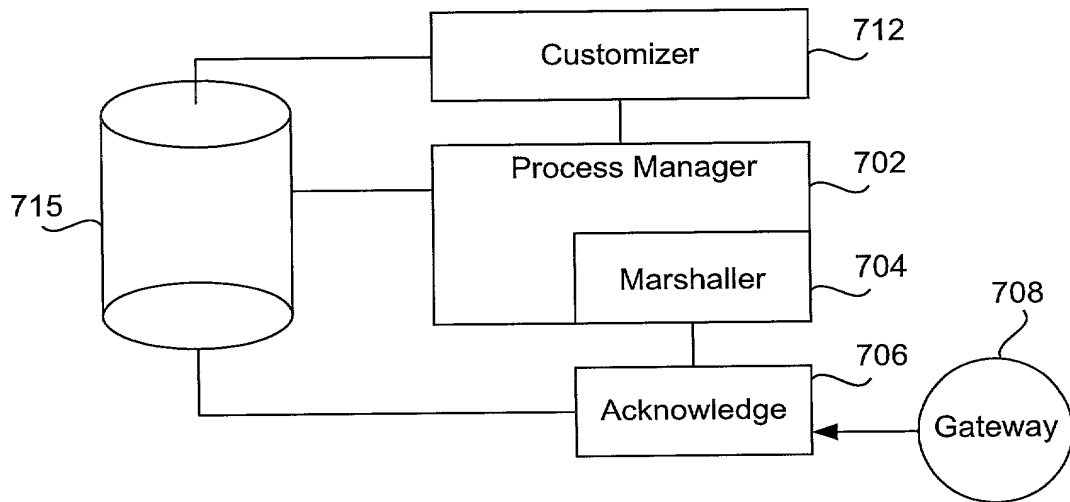 712
Customizer
Process Manager
702
715
Marshaller
704
708
706
Acknowledge
Gateway